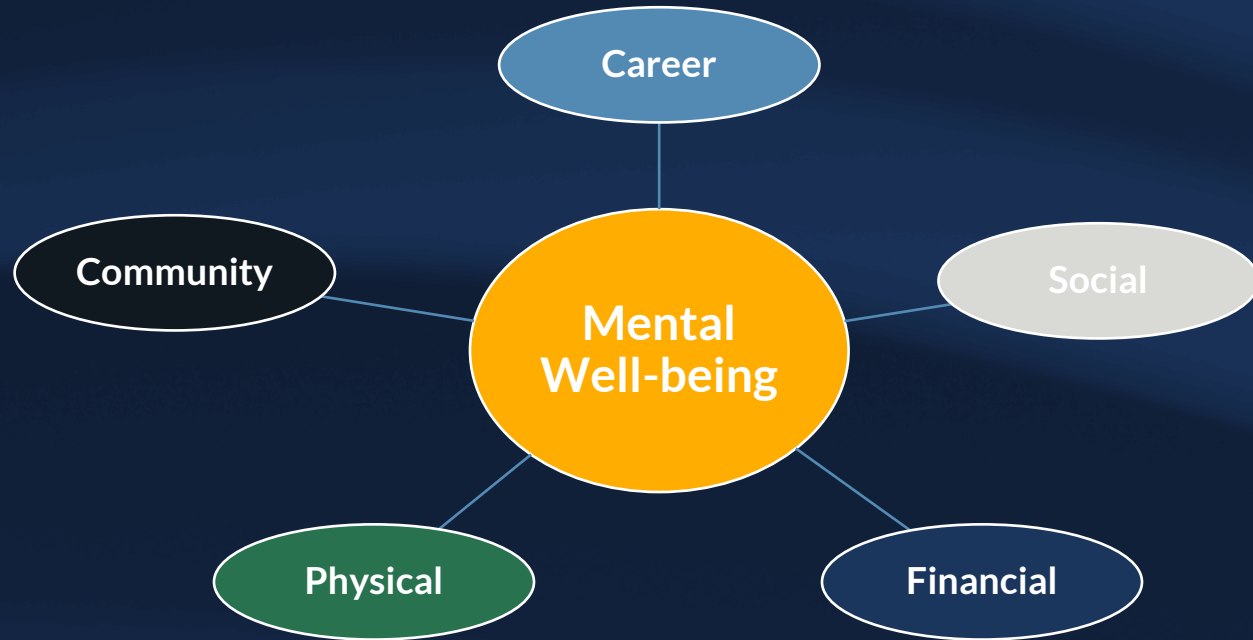 Career
Community
Social
Mental
Well-being
Physical
Financial